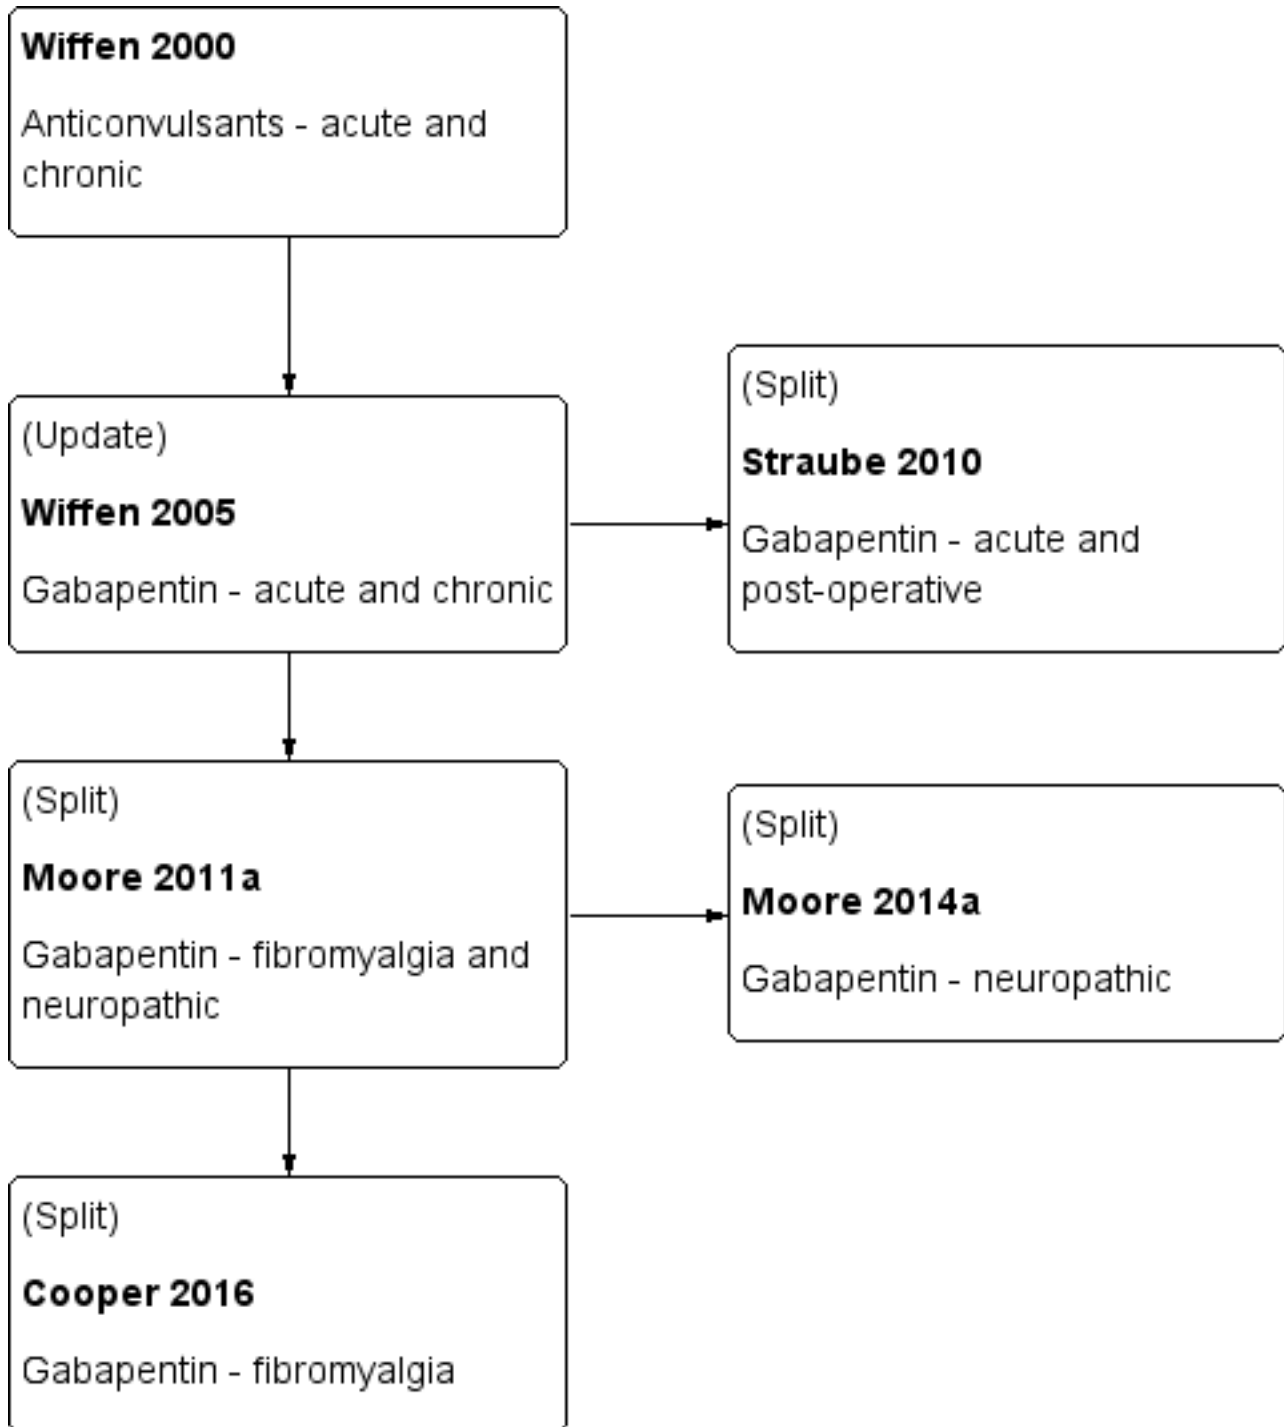 Wiffen 2000
Anticonvulsants - acute and
chronic
(Update)
Wiffen 2005
Gabapentin - acute and chronic
(Split)
Straube 2010
Gabapentin - acute and
post-operative
(Split)
Moore 2011a
Gabapentin - fibromyalgia and
neuropathic
(Split)
Moore 2014a
Gabapentin - neuropathic
(Split)
Cooper 2016
Gabapentin - fibromyalgia